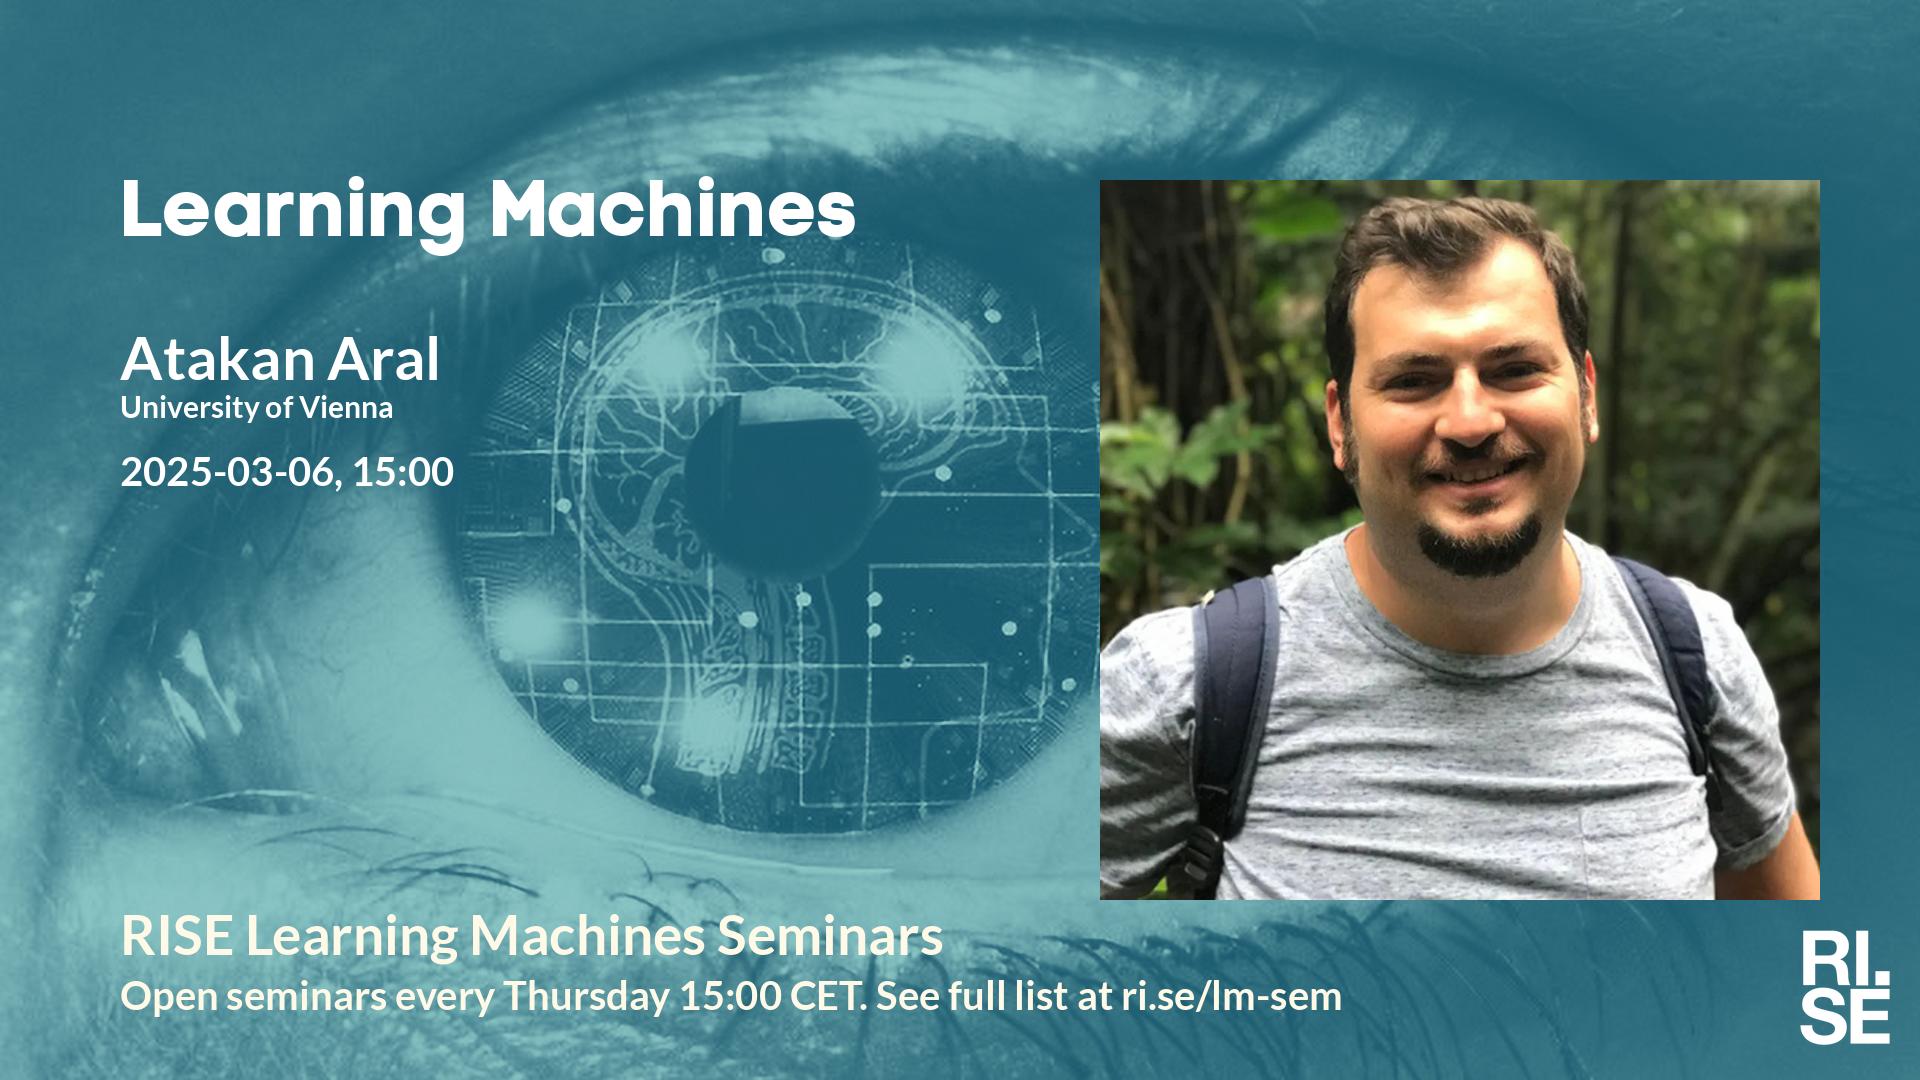 Learning Machines
Atakan Aral
University of Vienna
2025-03-06, 15:00
RISE Learning Machines Seminars
Open seminars every Thursday 15:00 CET. See full list at ri.se/lm-sem
RI.
SE